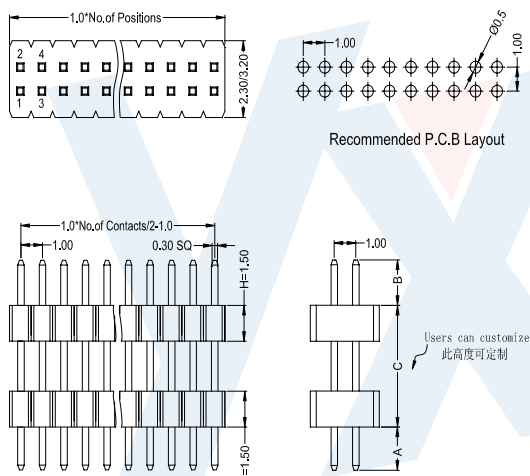 1.0*No.of Positions
2 4
1 3
2.30/3.20
1.00
Ø0.5
1.00
Recommended P.C.B Layout
1.0*No.of Contacts/2-1.0
1.00
0.30 SQ
H=1.50
=1.50
1.00
B
C
A
Users can customize
此高度可定制